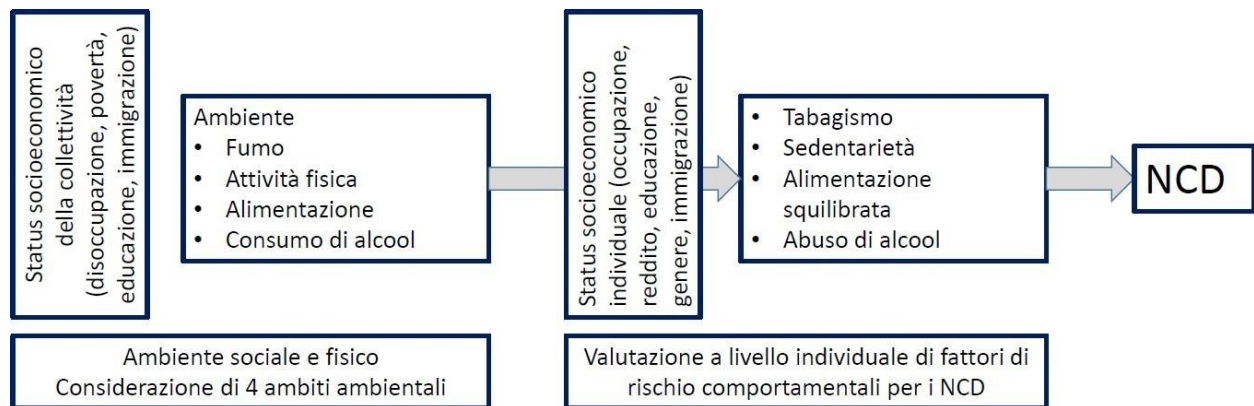 Status socioeconomico
della collettività
(disoccupazione, povertà,
educazione, immigrazione)
Ambiente
• Fumo
• Attività fisica
• Alimentazione
• Consumo di alcool
Status socioeconomico
individuale (occupazione,
reddito, educazione,
genere, immigrazione)
• Tabagismo
• Sedentarietà
• Alimentazione
squilibrata
• Abuso di alcool
NCD
Ambiente sociale e fisico
Considerazione di 4 ambiti ambientali
Valutazione a livello individuale di fattori di
rischio comportamentali per i NCD